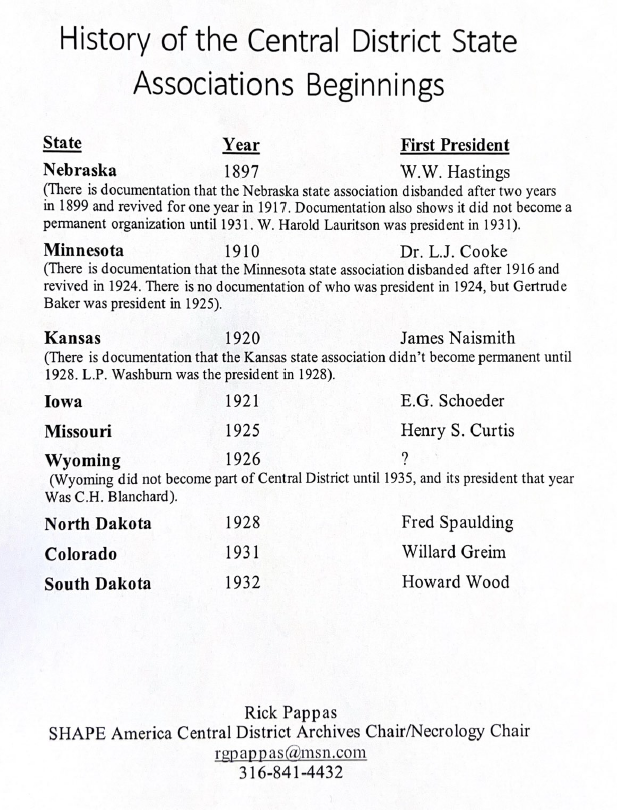 History of the Central District State
Associations Beginnings
State Year First President
Nebraska 1897 W.W. Hastings
(There is documentation that the Nebraska state association disbanded after two years
in 1899 and revived for one year in 1917. Documentation also shows it did not become a
permanent organization until 1931. W. Harold Lauritson was president in 1931).
Minnesota 1910 Dr. L.J. Cooke
(There is documentation that the Minnesota state association disbanded after 1916 and
revived in 1924. There is no documentation of who was president in 1924, but Gertrude
Baker was president in 1925).
Kansas 1920 James Naismith
(There is documentation that the Kansas state association didn't become permanent until
1928. L.P. Washburn was the president in 1928).
Iowa 1921 E.G. Schoeder
Missouri 1925 Henry S. Curtis
Wyoming 1926 ?
(Wyoming did not become part of Central District until 1935, and its president that year
Was C.H. Blanchard).
North Dakota 1928 Fred Spaulding
Colorado 1931 Willard Greim
South Dakota 1932 Howard Wood
Rick Pappas
SHAPE America Central District Archives Chair/Necrology Chair
rgpappas@msn.com
316-841-4432